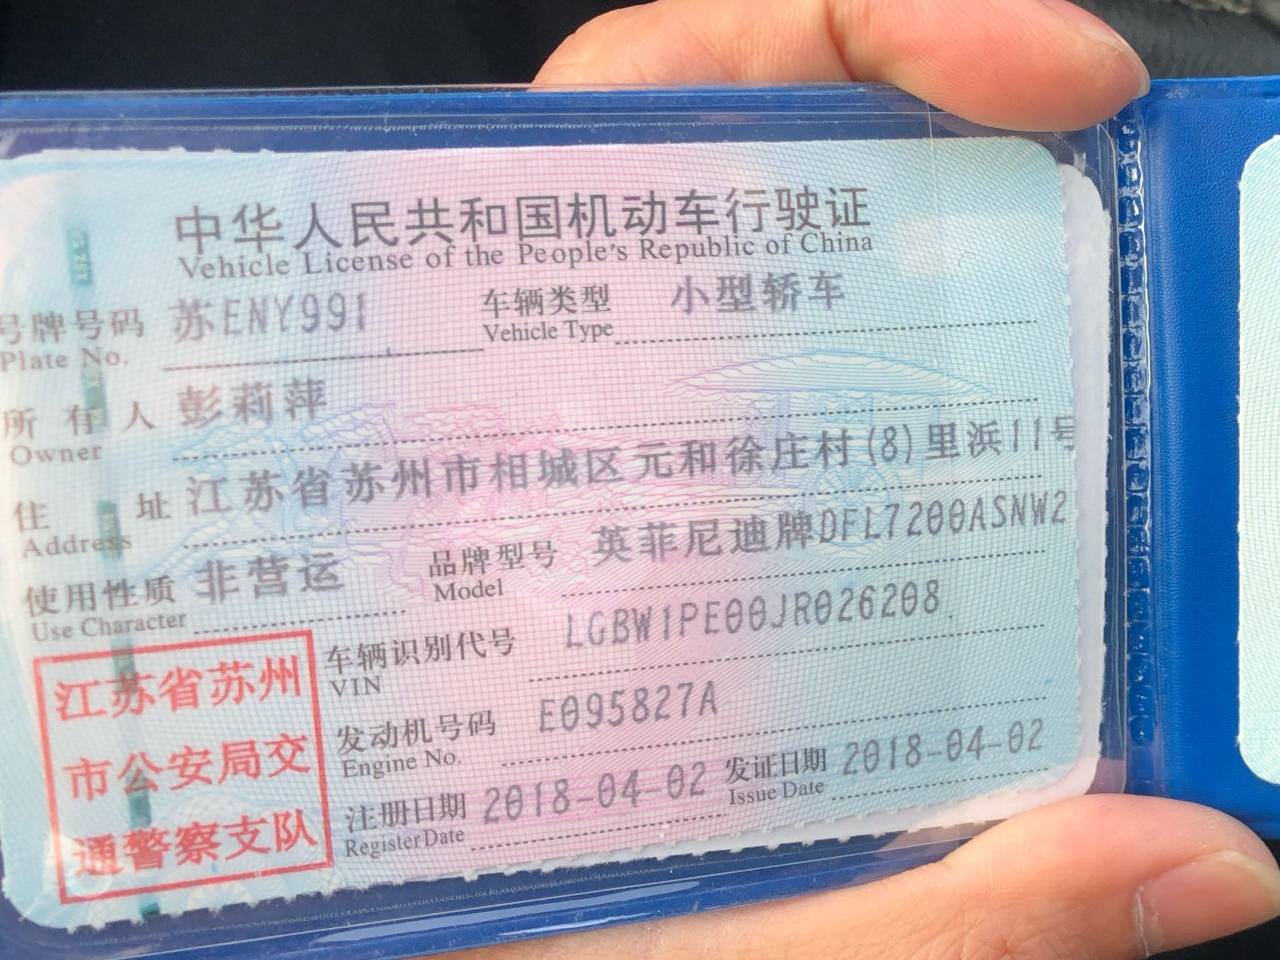 中华人民共和国机动车行驶证
Vehicle License of the People's Republic of China
号牌号码 苏ENY991 车辆类型 小型轿车
Plate No. Vehicle Type
所有人 彭莉萍
Owner
住址 江苏省苏州市相城区元和徐庄村(8)里浜11号
Address
使用性质 非营运 品牌型号 英菲尼迪牌DFL7200ASNW2
Use Character Model
车辆识别代号 LGBW1PE00JR026208
VIN
发动机号码 E095827A
Engine No.
注册日期 2018-04-02 发证日期 2018-04-02
Register Date Issue Date
江苏省苏州
市公安局交
通警察支队